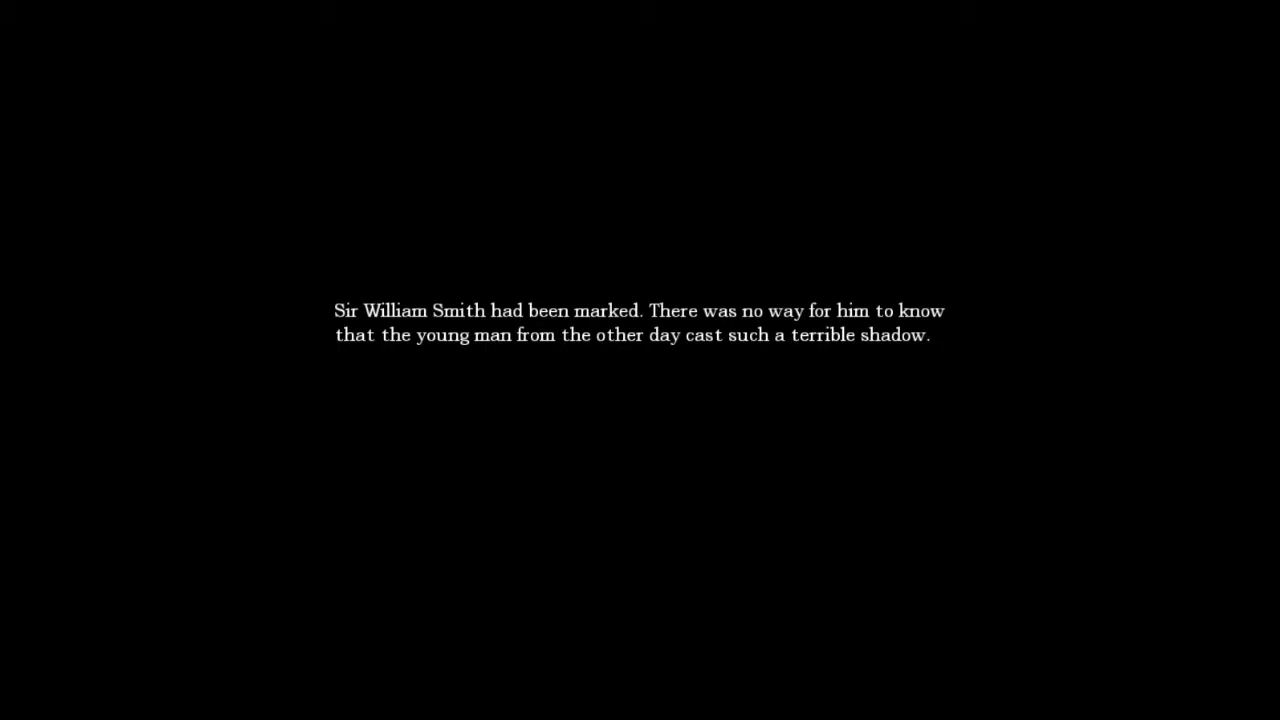 Sir William Smith had been marked. There was no way for him to know
that the young man from the other day cast such a terrible shadow.